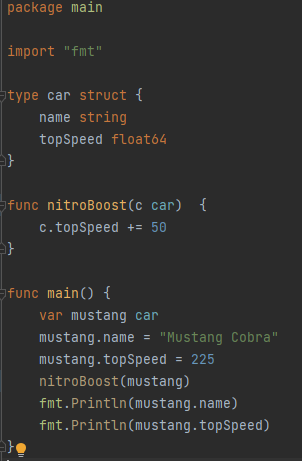 package main
import "fmt"
type car struct {
    name string
    topSpeed float64
}
func nitroBoost(c car)  {
    c.topSpeed += 50
}
func main() {
    var mustang car
    mustang.name = "Mustang Cobra"
    mustang.topSpeed = 225
    nitroBoost(mustang)
    fmt.Println(mustang.name)
    fmt.Println(mustang.topSpeed)
}